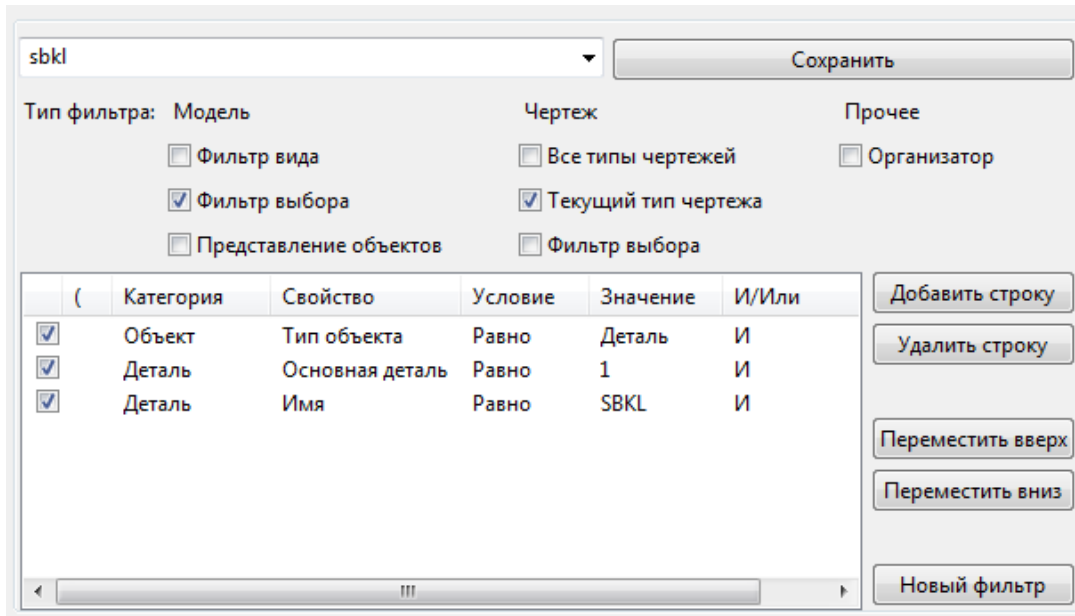 sbkl Сохранить
Тип фильтра: Модель Чертеж Прочее
Фильтр вида Все типы чертежей Организатор
Фильтр выбора Текущий тип чертежа
Представление объектов Фильтр выбора
( Категория Свойство Условие Значение И/Или Добавить строку
Объект Тип объекта Равно Деталь И Удалить строку
Деталь Основная деталь Равно 1 И
Деталь Имя Равно SBKL И
Переместить вверх
Переместить вниз
Новый фильтр